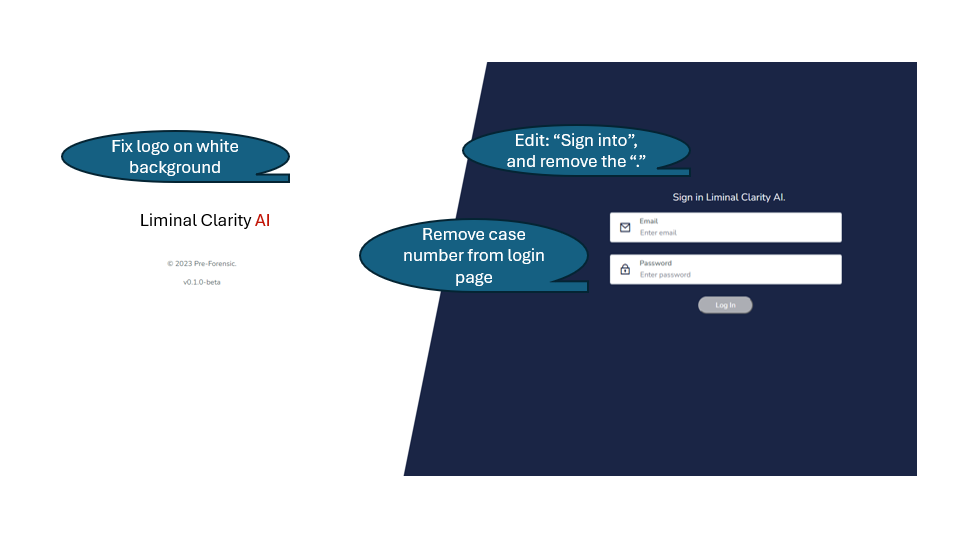 Fix logo on white
background
Liminal Clarity AI
© 2023 Pre-Forensic.
v0.1.0-beta
Edit: “Sign into”,
and remove the “.”
Remove case
number from login
page
Sign in Liminal Clarity AI.
Email
Enter email
Password
Enter password
Log In